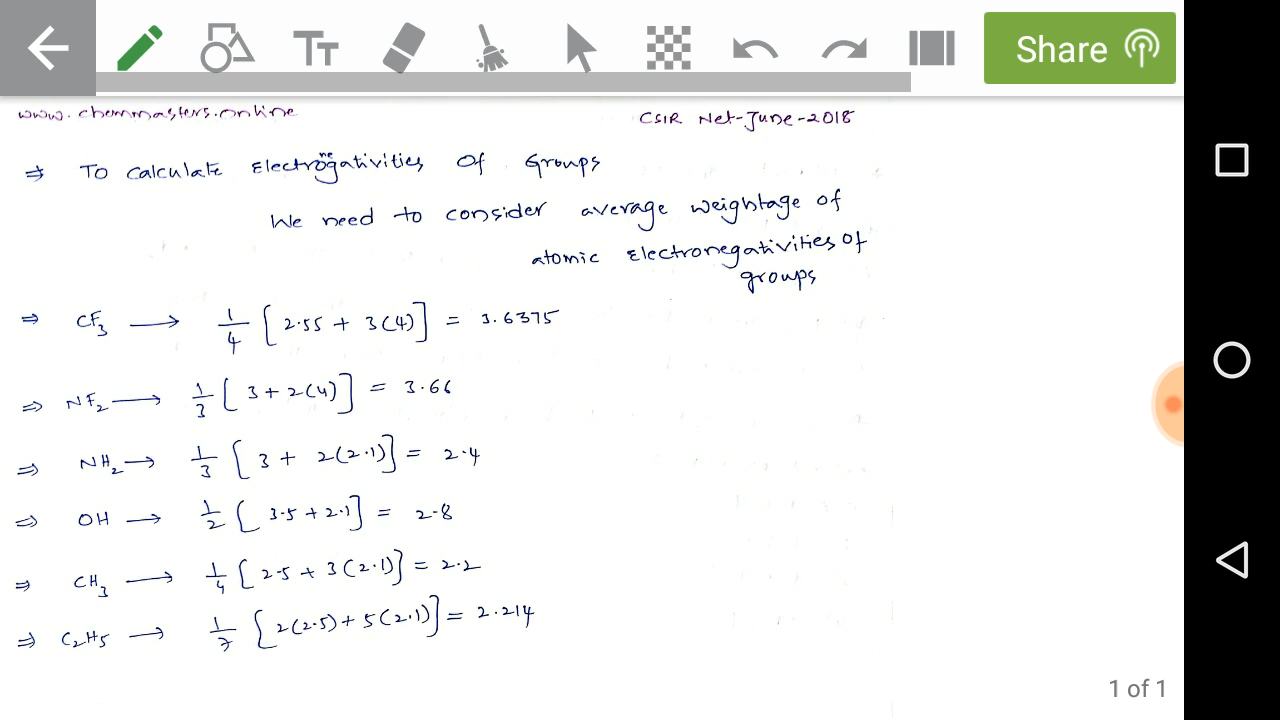 Share
www.chemmasters.online
CSIR Net-June-2018
⇒ To calculate Electronegativities Of Groups
We need to consider average weightage of
atomic Electronegativities of
groups
⇒ CF₃ ⟶ 1/4 [2.55 + 3(4)] = 3.6375
⇒ NF₂ ⟶ 1/3 [3 + 2(4)] = 3.66
⇒ NH₂ ⟶ 1/3 [3 + 2(2.1)] = 2.4
⇒ OH ⟶ 1/2 [3.5 + 2.1] = 2.8
⇒ CH₃ ⟶ 1/4 [2.5 + 3(2.1)] = 2.2
⇒ C₂H₅ ⟶ 1/7 [2(2.5) + 5(2.1)] = 2.214
1 of 1